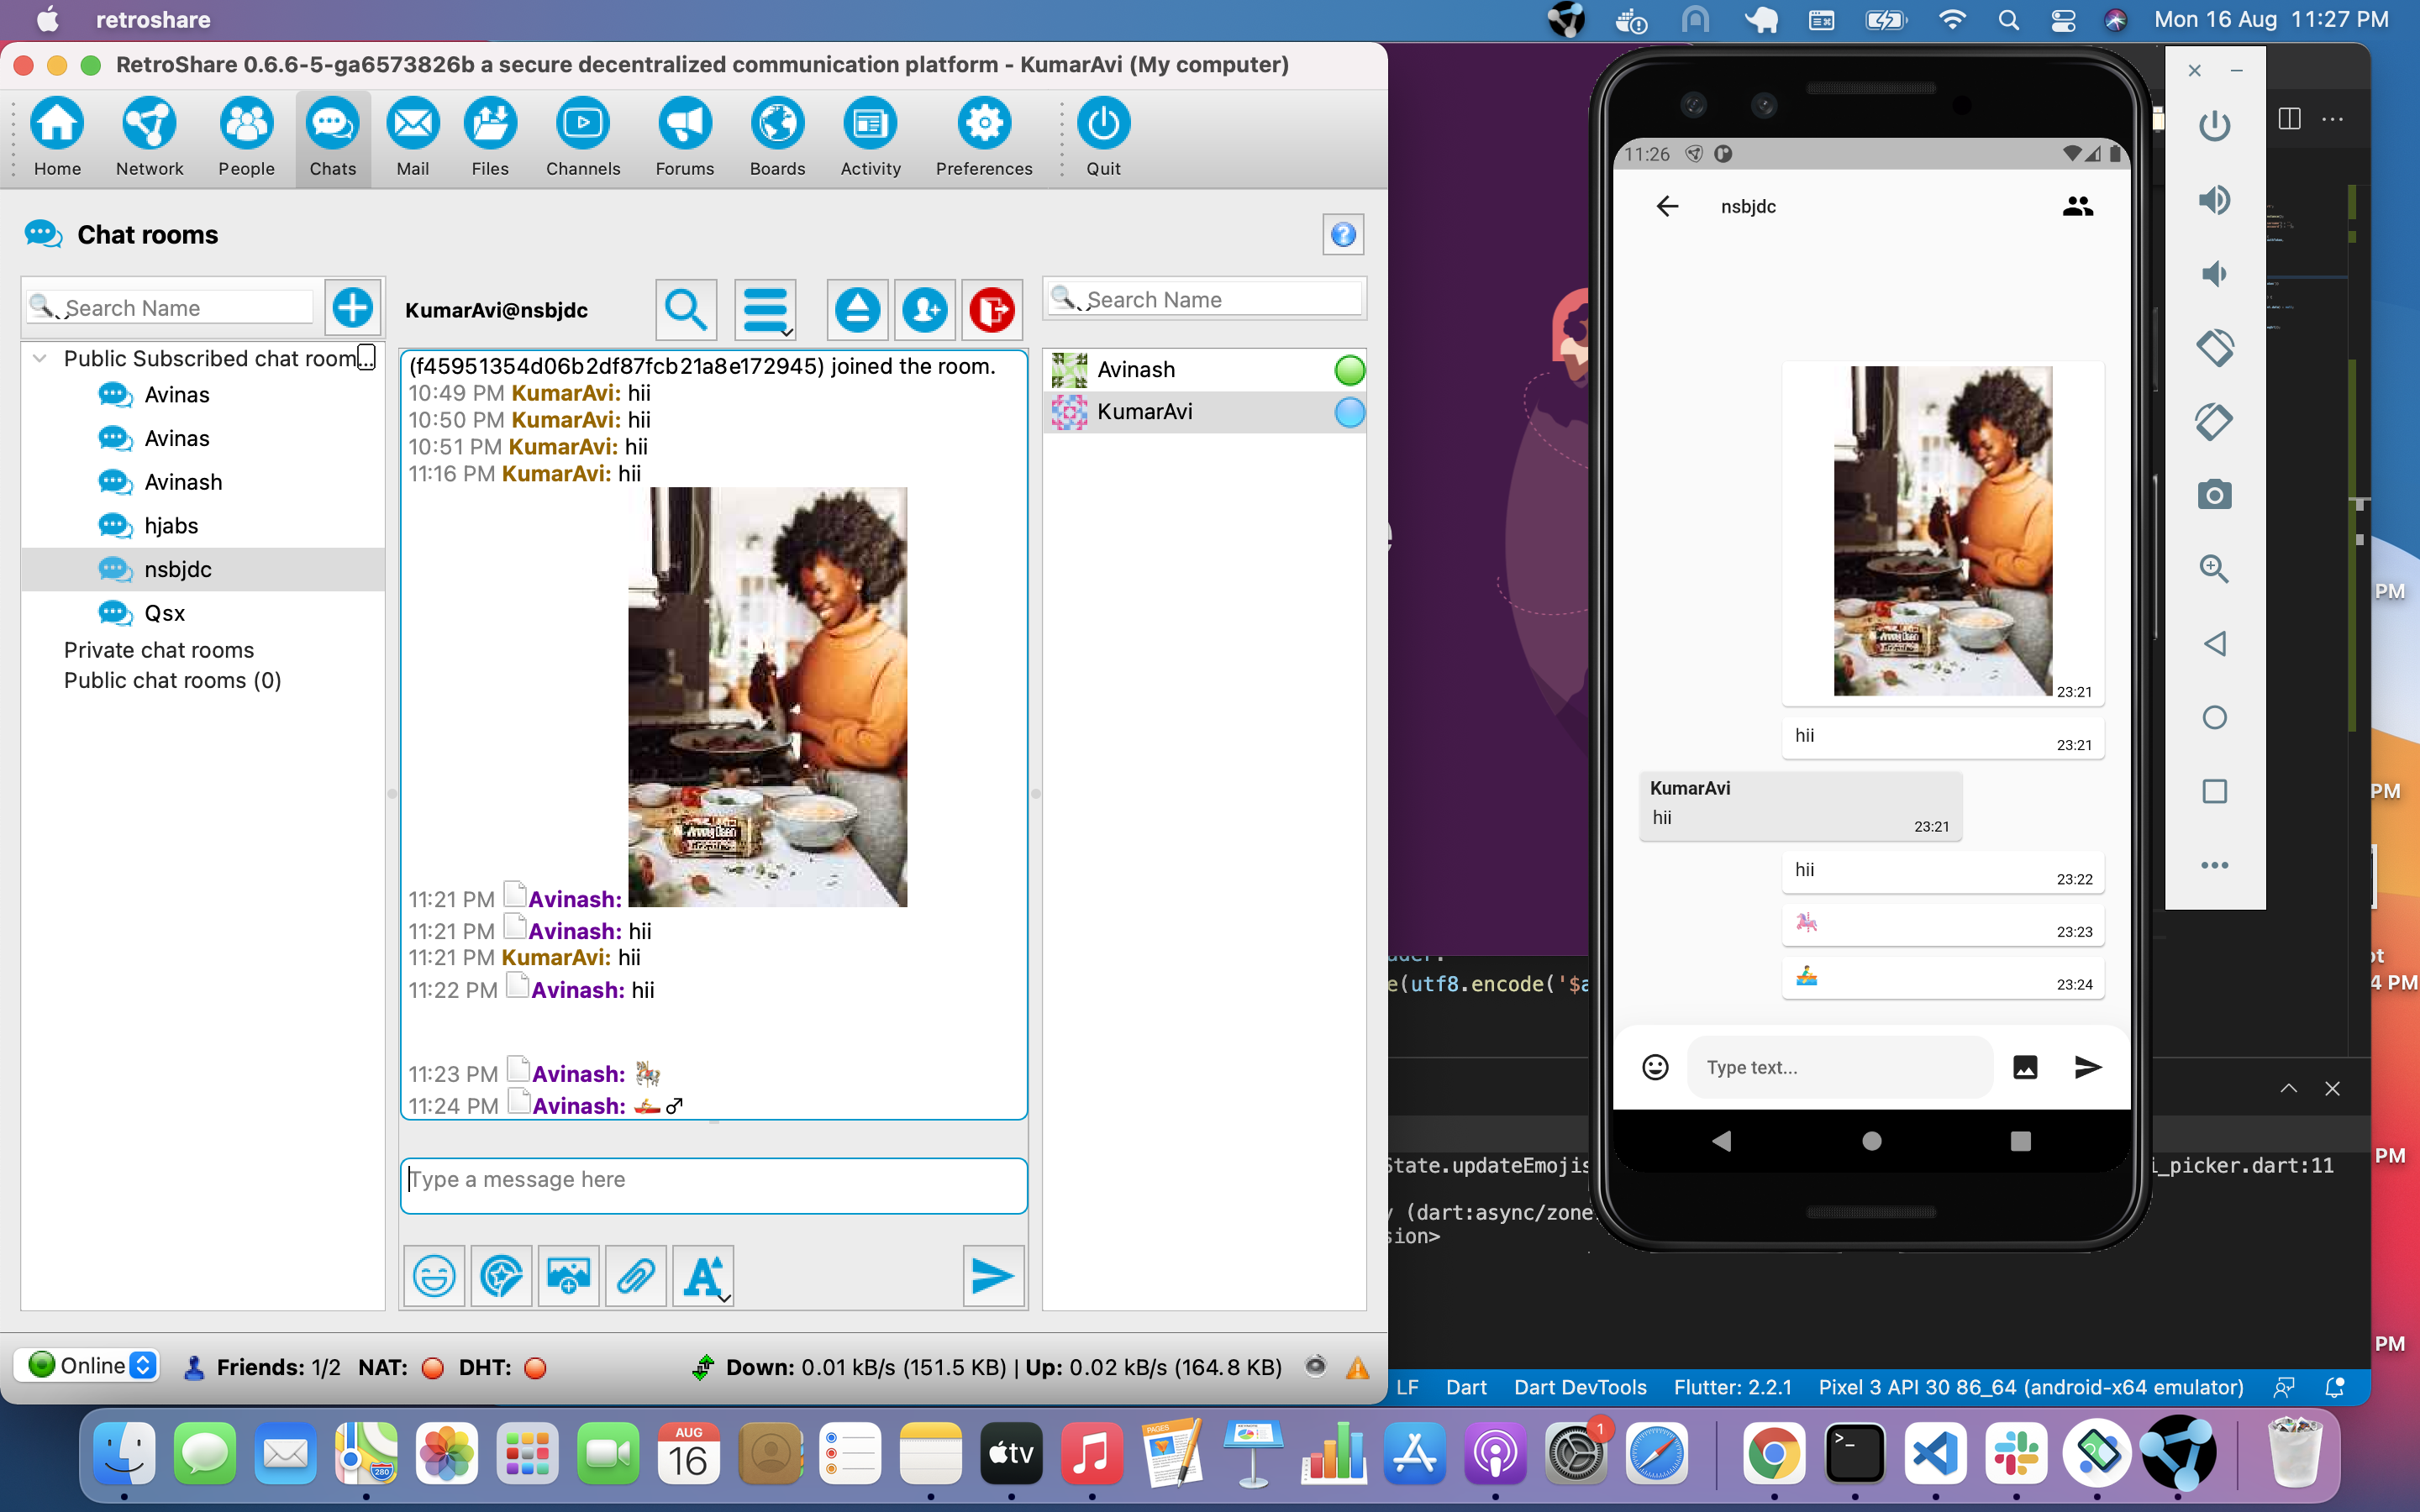 retroshare
Mon 16 Aug 11:27 PM
RetroShare 0.6.6-5-ga6573826b a secure decentralized communication platform - KumarAvi (My computer)
Home
Network
People
Chats
Mail
Files
Channels
Forums
Boards
Activity
Preferences
Quit
Chat rooms
Search Name
KumarAvi@nsbjdc
Search Name
Public Subscribed chat room...
Avinas
Avinas
Avinash
hjabs
nsbjdc
Qsx
Private chat rooms
Public chat rooms (0)
(f45951354d06b2df87fcb21a8e172945) joined the room.
10:49 PM KumarAvi: hii
10:50 PM KumarAvi: hii
10:51 PM KumarAvi: hii
11:16 PM KumarAvi: hii
11:21 PM Avinash:
11:21 PM Avinash: hii
11:21 PM KumarAvi: hii
11:22 PM Avinash: hii
11:23 PM Avinash: 🎠
11:24 PM Avinash: 🚣♂
Type a message here
Avinash
KumarAvi
Online
Friends: 1/2 NAT: DHT:
Down: 0.01 kB/s (151.5 KB) | Up: 0.02 kB/s (164.8 KB)
11:26
nsbjdc
23:21
hii
23:21
KumarAvi
hii
23:21
hii
23:22
🎠
23:23
🚣‍♂
23:24
Type text...
e(utf8.encode('$a
State.updateEmojis
i_picker.dart:11
(dart:async/zone
sion>
LF
Dart
Dart DevTools
Flutter: 2.2.1
Pixel 3 API 30 86_64 (android-x64 emulator)
PM
PM
4 PM
PM
PM
280
AUG
16
tv
PAGES
1
>_